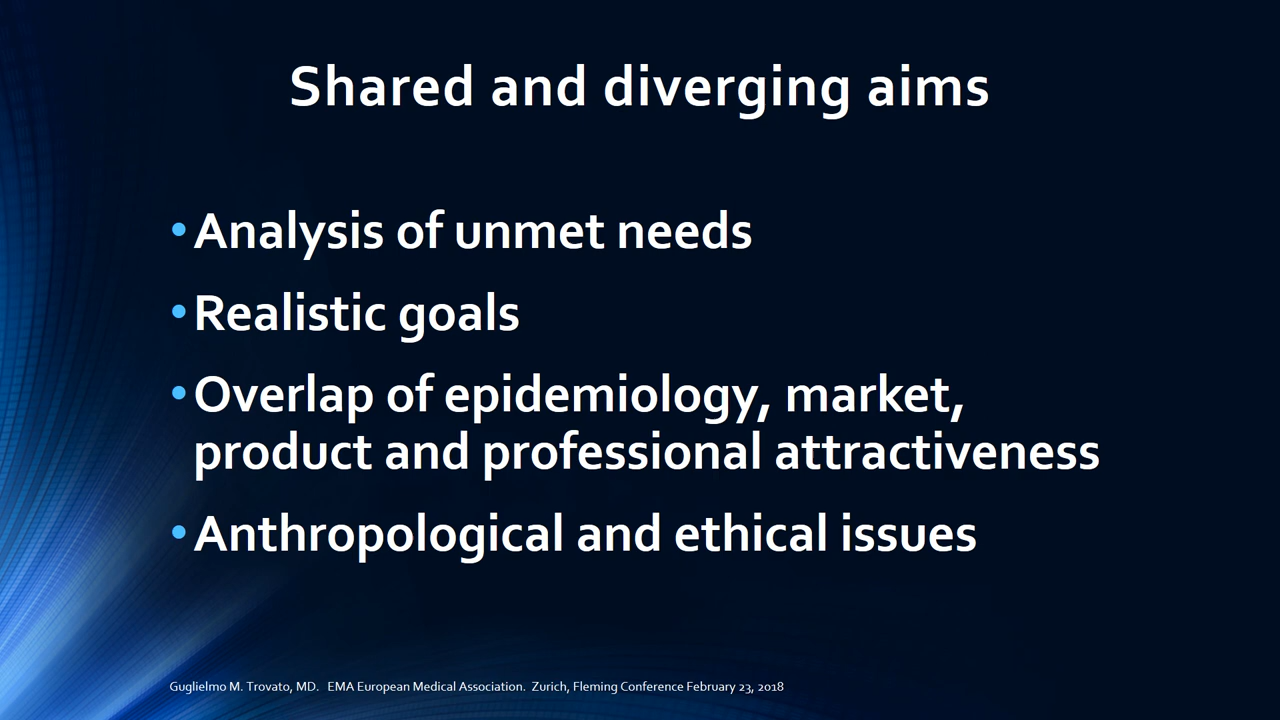 Shared and diverging aims
•Analysis of unmet needs
•Realistic goals
•Overlap of epidemiology, market,
product and professional attractiveness
•Anthropological and ethical issues
Guglielmo M. Trovato, MD.   EMA European Medical Association.  Zurich, Fleming Conference February 23, 2018